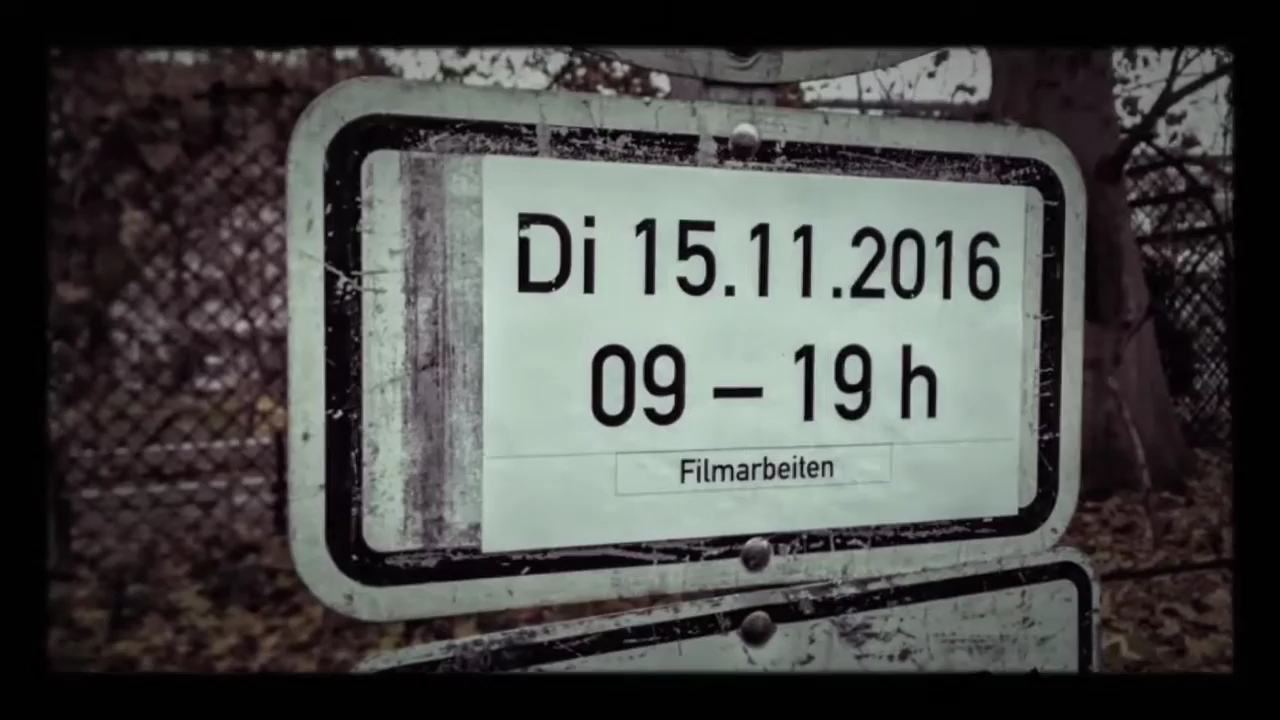 Di 15.11.2016
09 – 19 h
Filmarbeiten